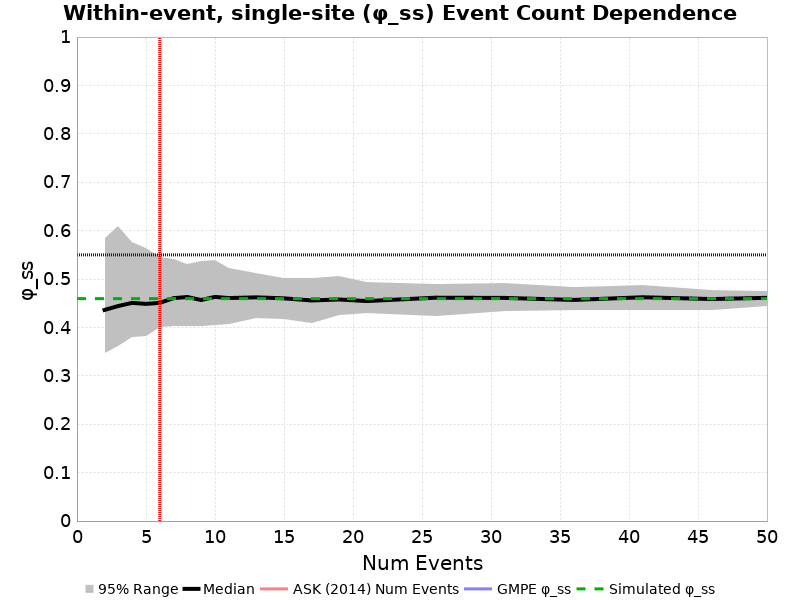 Within-event, single-site (φ_ss) Event Count Dependence
1
0.9
0.8
0.7
0.6
0.5
0.4
0.3
0.2
0.1
0
φ_ss
0 5 10 15 20 25 30 35 40 45 50
Num Events
95% Range Median ASK (2014) Num Events GMPE φ_ss Simulated φ_ss